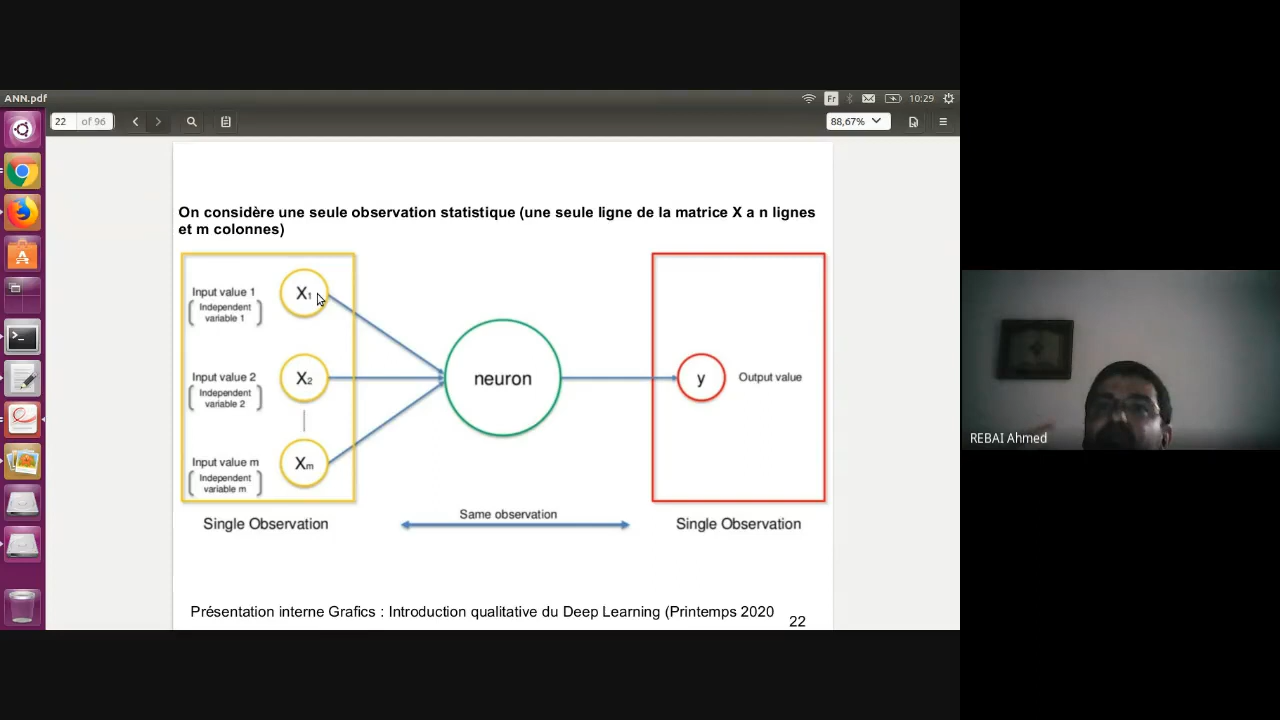 ANN.pdf
Fr
10:29
22 of 96
88,67%
On considère une seule observation statistique (une seule ligne de la matrice X a n lignes
et m colonnes)
Input value 1
Independent
variable 1
X1
Input value 2
Independent
variable 2
X2
Input value m
Independent
variable m
Xm
neuron
y
Output value
Single Observation
Same observation
Single Observation
Présentation interne Grafics : Introduction qualitative du Deep Learning (Printemps 2020
22
REBAI Ahmed